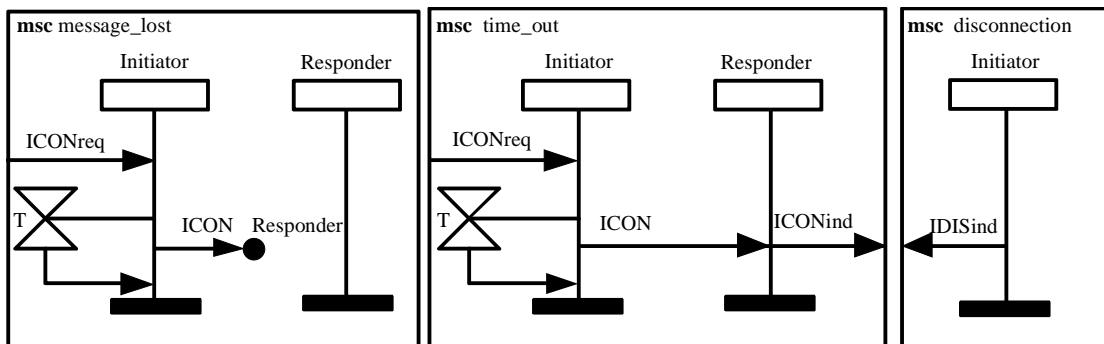 msc message_lost
Initiator
Responder
ICONreq
T
ICON
Responder
msc time_out
Initiator
Responder
ICONreq
T
ICON
ICONind
msc disconnection
Initiator
IDISind